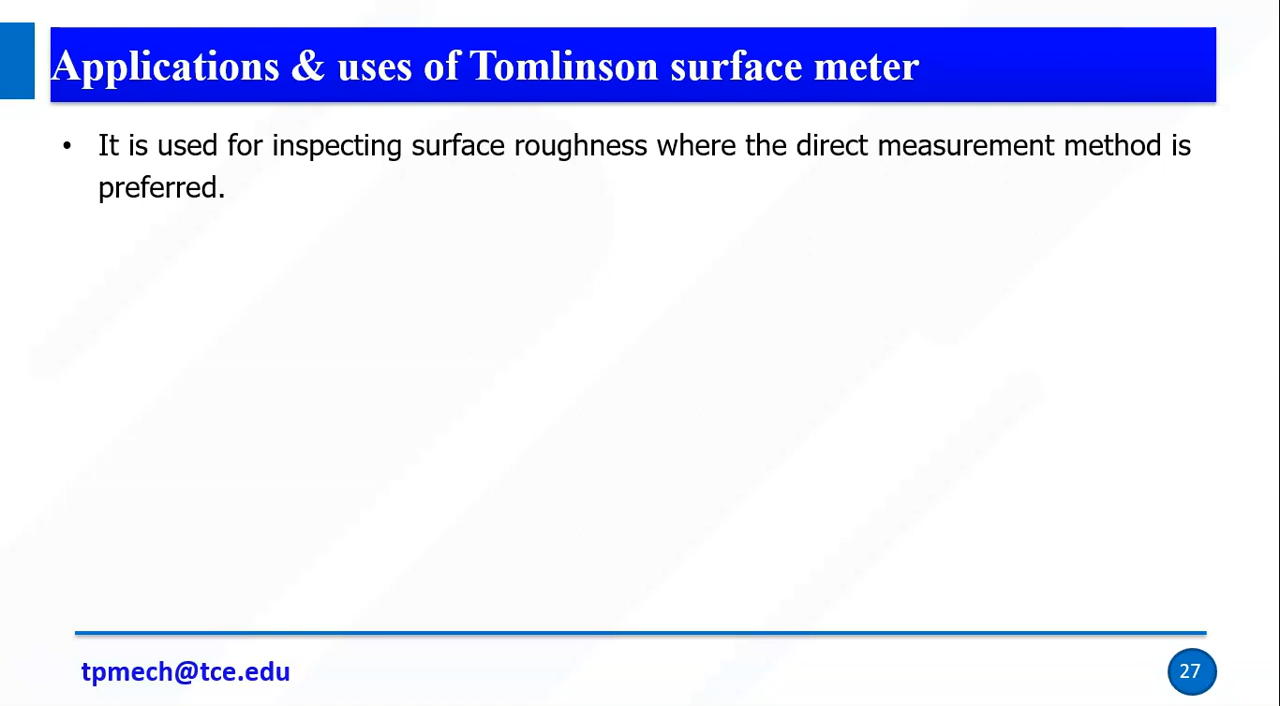 Applications & uses of Tomlinson surface meter
• It is used for inspecting surface roughness where the direct measurement method is
preferred.
tpmech@tce.edu
27